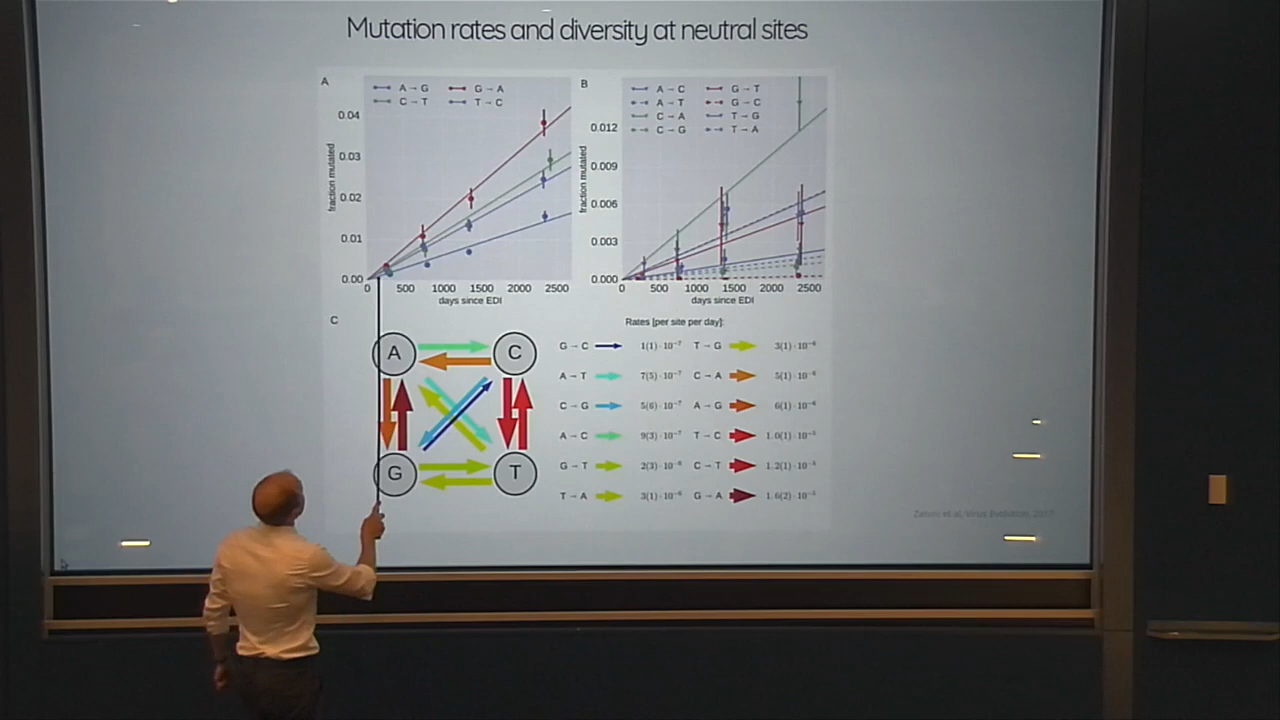 Mutation rates and diversity at neutral sites
A
A→G G→A
C→T T→C
0.04
0.03
0.02
0.01
0.00
fraction mutated
0 500 1000 1500 2000 2500
days since EDI
B
A→C G→T
A→T G→C
C→A T→G
C→G T→A
0.012
0.009
0.006
0.003
0.000
fraction mutated
0 500 1000 1500 2000 2500
days since EDI
C
A C
G T
Rates [per site per day]:
G→C 1(1)·10⁻⁷ T→G 3(1)·10⁻⁶
A→T 7(5)·10⁻⁷ C→A 5(1)·10⁻⁶
C→G 5(6)·10⁻⁷ A→G 6(1)·10⁻⁶
A→C 9(3)·10⁻⁷ T→C 1.0(1)·10⁻⁵
G→T 2(3)·10⁻⁶ C→T 1.2(1)·10⁻⁵
T→A 3(1)·10⁻⁶ G→A 1.6(2)·10⁻⁵
et al, Virus Evolution, 2017